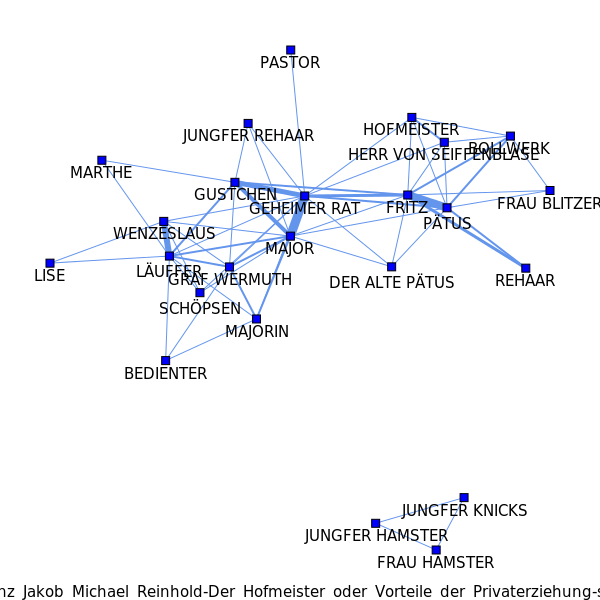 PASTOR
HOFMEISTER
JUNGFER REHAAR
BOLLWERK
HERR VON SEIFFENBLASE
MARTHE
GUSTCHEN
FRAU BLITZER
GEHEIMER RAT
FRITZ
PÄTUS
WENZESLAUS
MAJOR
LÄUFFER
LISE
GRAF WERMUTH
DER ALTE PÄTUS
REHAAR
SCHÖPSEN
MAJORIN
BEDIENTER
JUNGFER KNICKS
JUNGFER HAMSTER
FRAU HAMSTER
nz Jakob Michael Reinhold-Der Hofmeister oder Vorteile der Privaterziehung-s